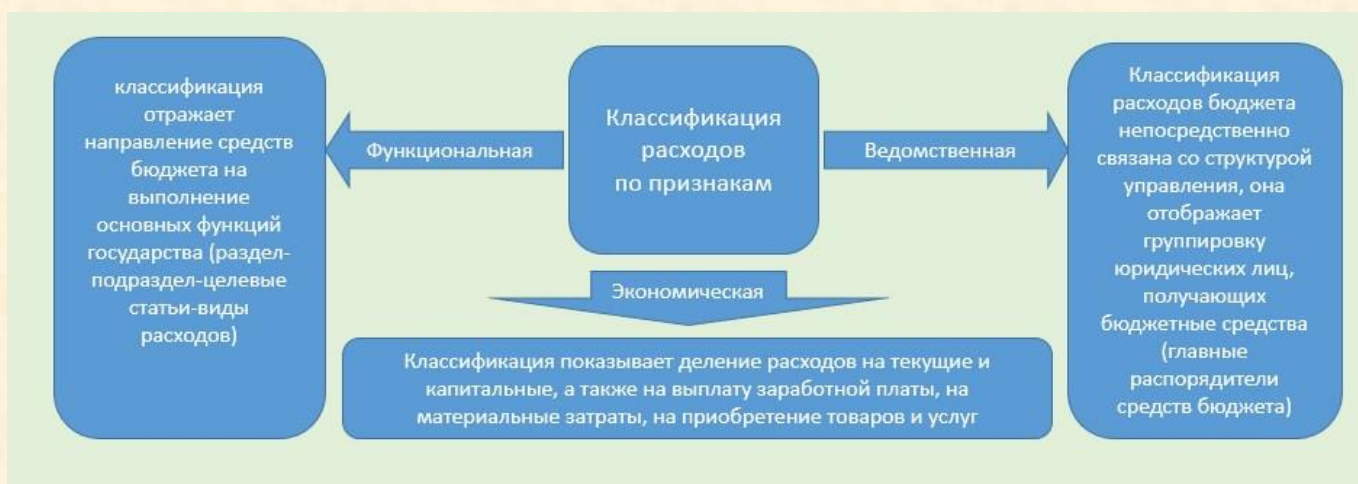 классификация
отражает
направление средств
бюджета на
выполнение
основных функций
государства (раздел-
подраздел-целевые
статьи-виды
расходов)
Функциональная
Классификация
расходов
по признакам
Ведомственная
Классификация
расходов бюджета
непосредственно
связана со структурой
управления, она
отображает
группировку
юридических лиц,
получающих
бюджетные средства
(главные
распорядители
средств бюджета)
Экономическая
Классификация показывает деление расходов на текущие и
капитальные, а также на выплату заработной платы, на
материальные затраты, на приобретение товаров и услуг